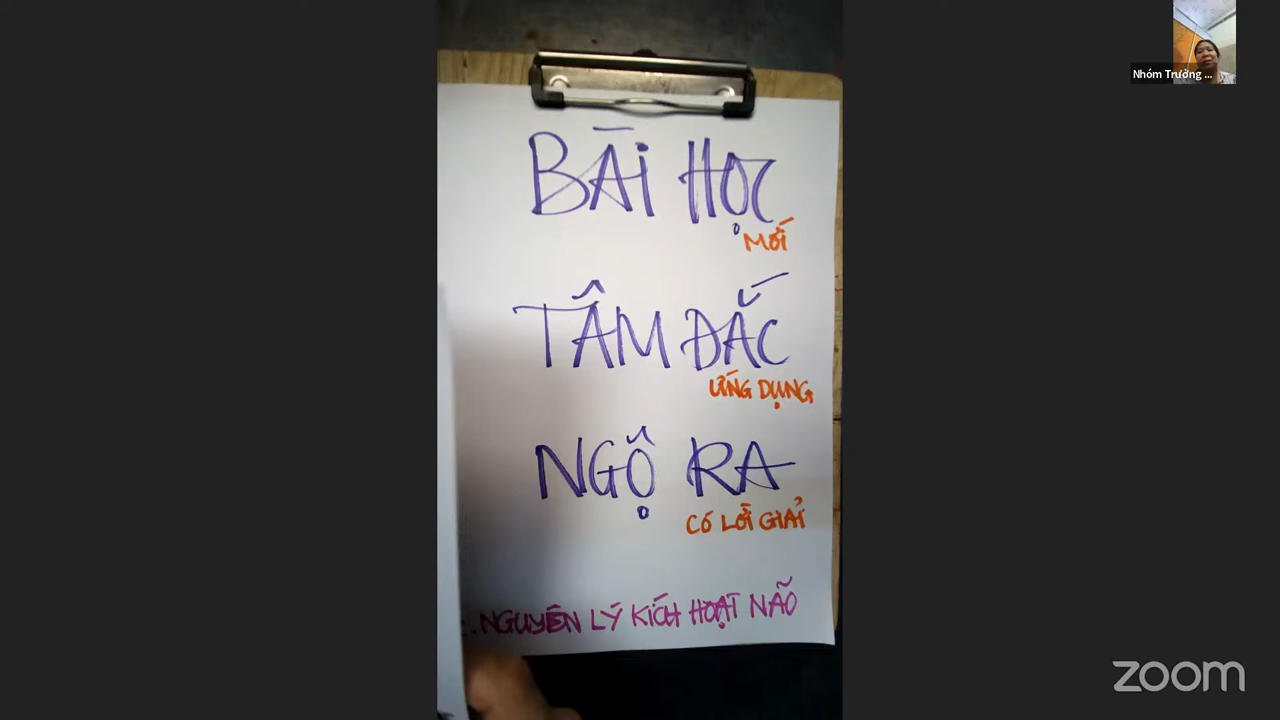 BÀI HỌC
MỚI
TÂM ĐẮC
ỨNG DỤNG
NGỘ RA
CÓ LỜI GIẢI
NGUYÊN LÝ KÍCH HOẠT NÃO
Nhóm Trưởng ...
zoom